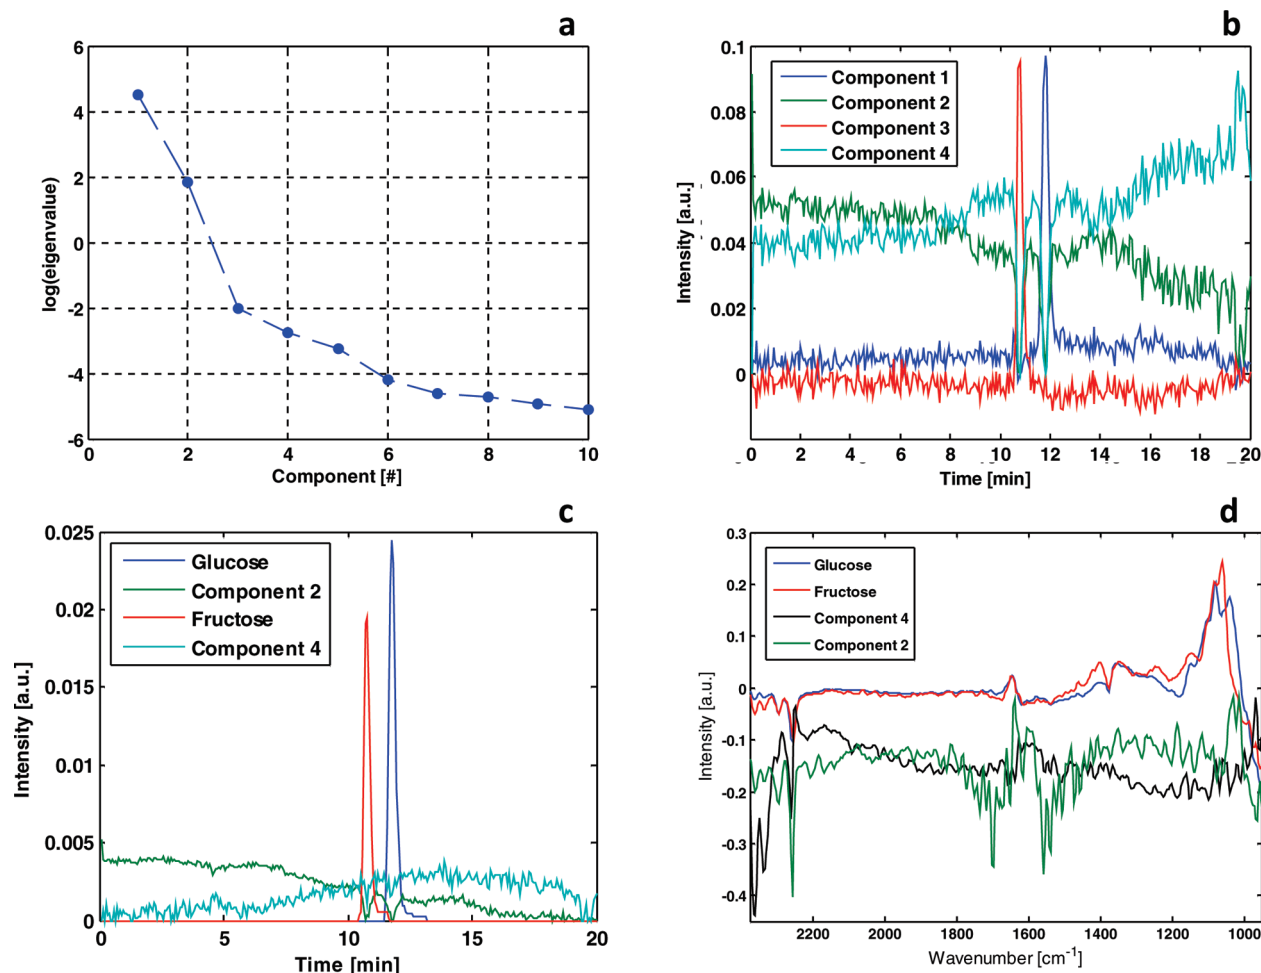 a
6
4
2
0
-2
-4
-6
log(eigenvalue)
0 2 4 6 8 10
Component [#]
b
0.1
0.08
0.06
0.04
0.02
0
Intensity [a.u.]
Component 1
Component 2
Component 3
Component 4
0 2 4 6 8 10 12 14 16 18 20
Time [min]
c
0.025
0.02
0.015
0.01
0.005
0
Intensity [a.u.]
Glucose
Component 2
Fructose
Component 4
0 5 10 15 20
Time [min]
d
0.3
0.2
0.1
0
-0.1
-0.2
-0.3
-0.4
Intensity [a.u.]
Glucose
Fructose
Component 4
Component 2
2200 2000 1800 1600 1400 1200 1000
Wavenumber [cm⁻¹]